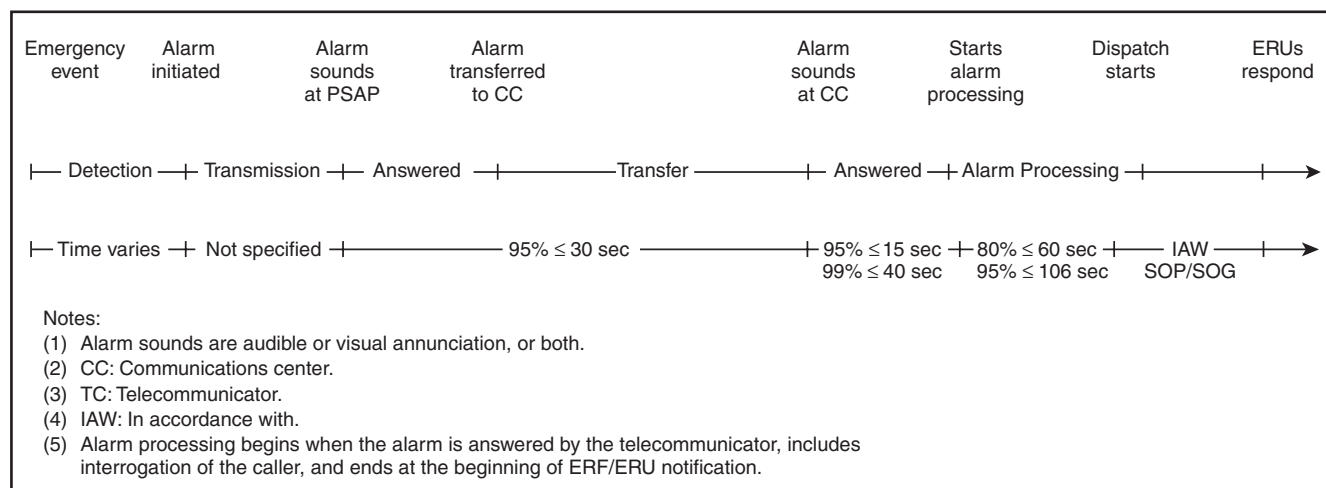 Emergency event
Alarm initiated
Alarm sounds at PSAP
Alarm transferred to CC
Alarm sounds at CC
Starts alarm processing
Dispatch starts
ERUs respond
Detection Transmission Answered Transfer Answered Alarm Processing
Time varies Not specified 95% ≤ 30 sec 95% ≤15 sec 80% ≤ 60 sec IAW
99% ≤ 40 sec 95% ≤ 106 sec SOP/SOG
Notes:
(1) Alarm sounds are audible or visual annunciation, or both.
(2) CC: Communications center.
(3) TC: Telecommunicator.
(4) IAW: In accordance with.
(5) Alarm processing begins when the alarm is answered by the telecommunicator, includes
interrogation of the caller, and ends at the beginning of ERF/ERU notification.